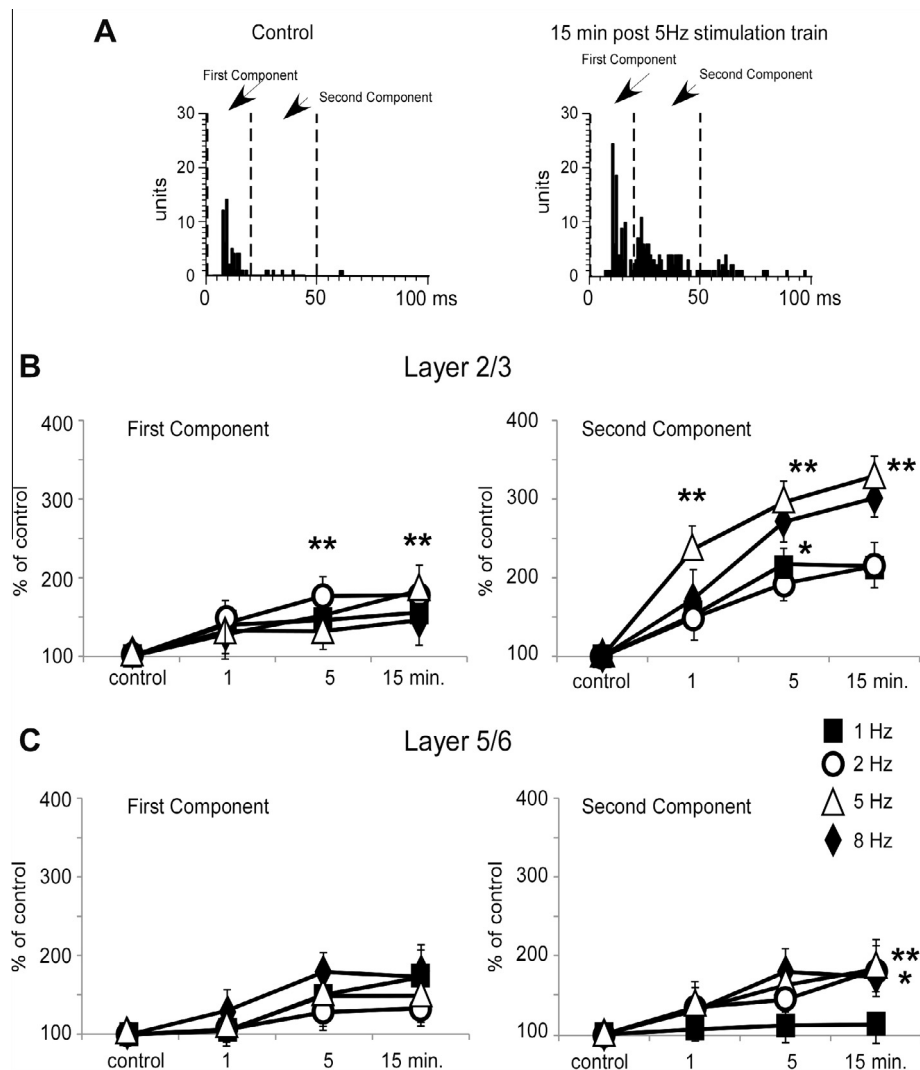 A
Control
15 min post 5Hz stimulation train
First Component
Second Component
First Component
Second Component
units
30
20
10
0
0 50 100 ms
units
30
20
10
0
0 50 100 ms
B
Layer 2/3
First Component
% of control
400
300
200
100
control 1 5 15 min.
** **
Second Component
% of control
400
300
200
100
control 1 5 15 min.
** ** **
*
C
Layer 5/6
1 Hz
2 Hz
5 Hz
8 Hz
First Component
% of control
400
300
200
100
control 1 5 15 min.
Second Component
% of control
400
300
200
100
control 1 5 15 min.
**
*